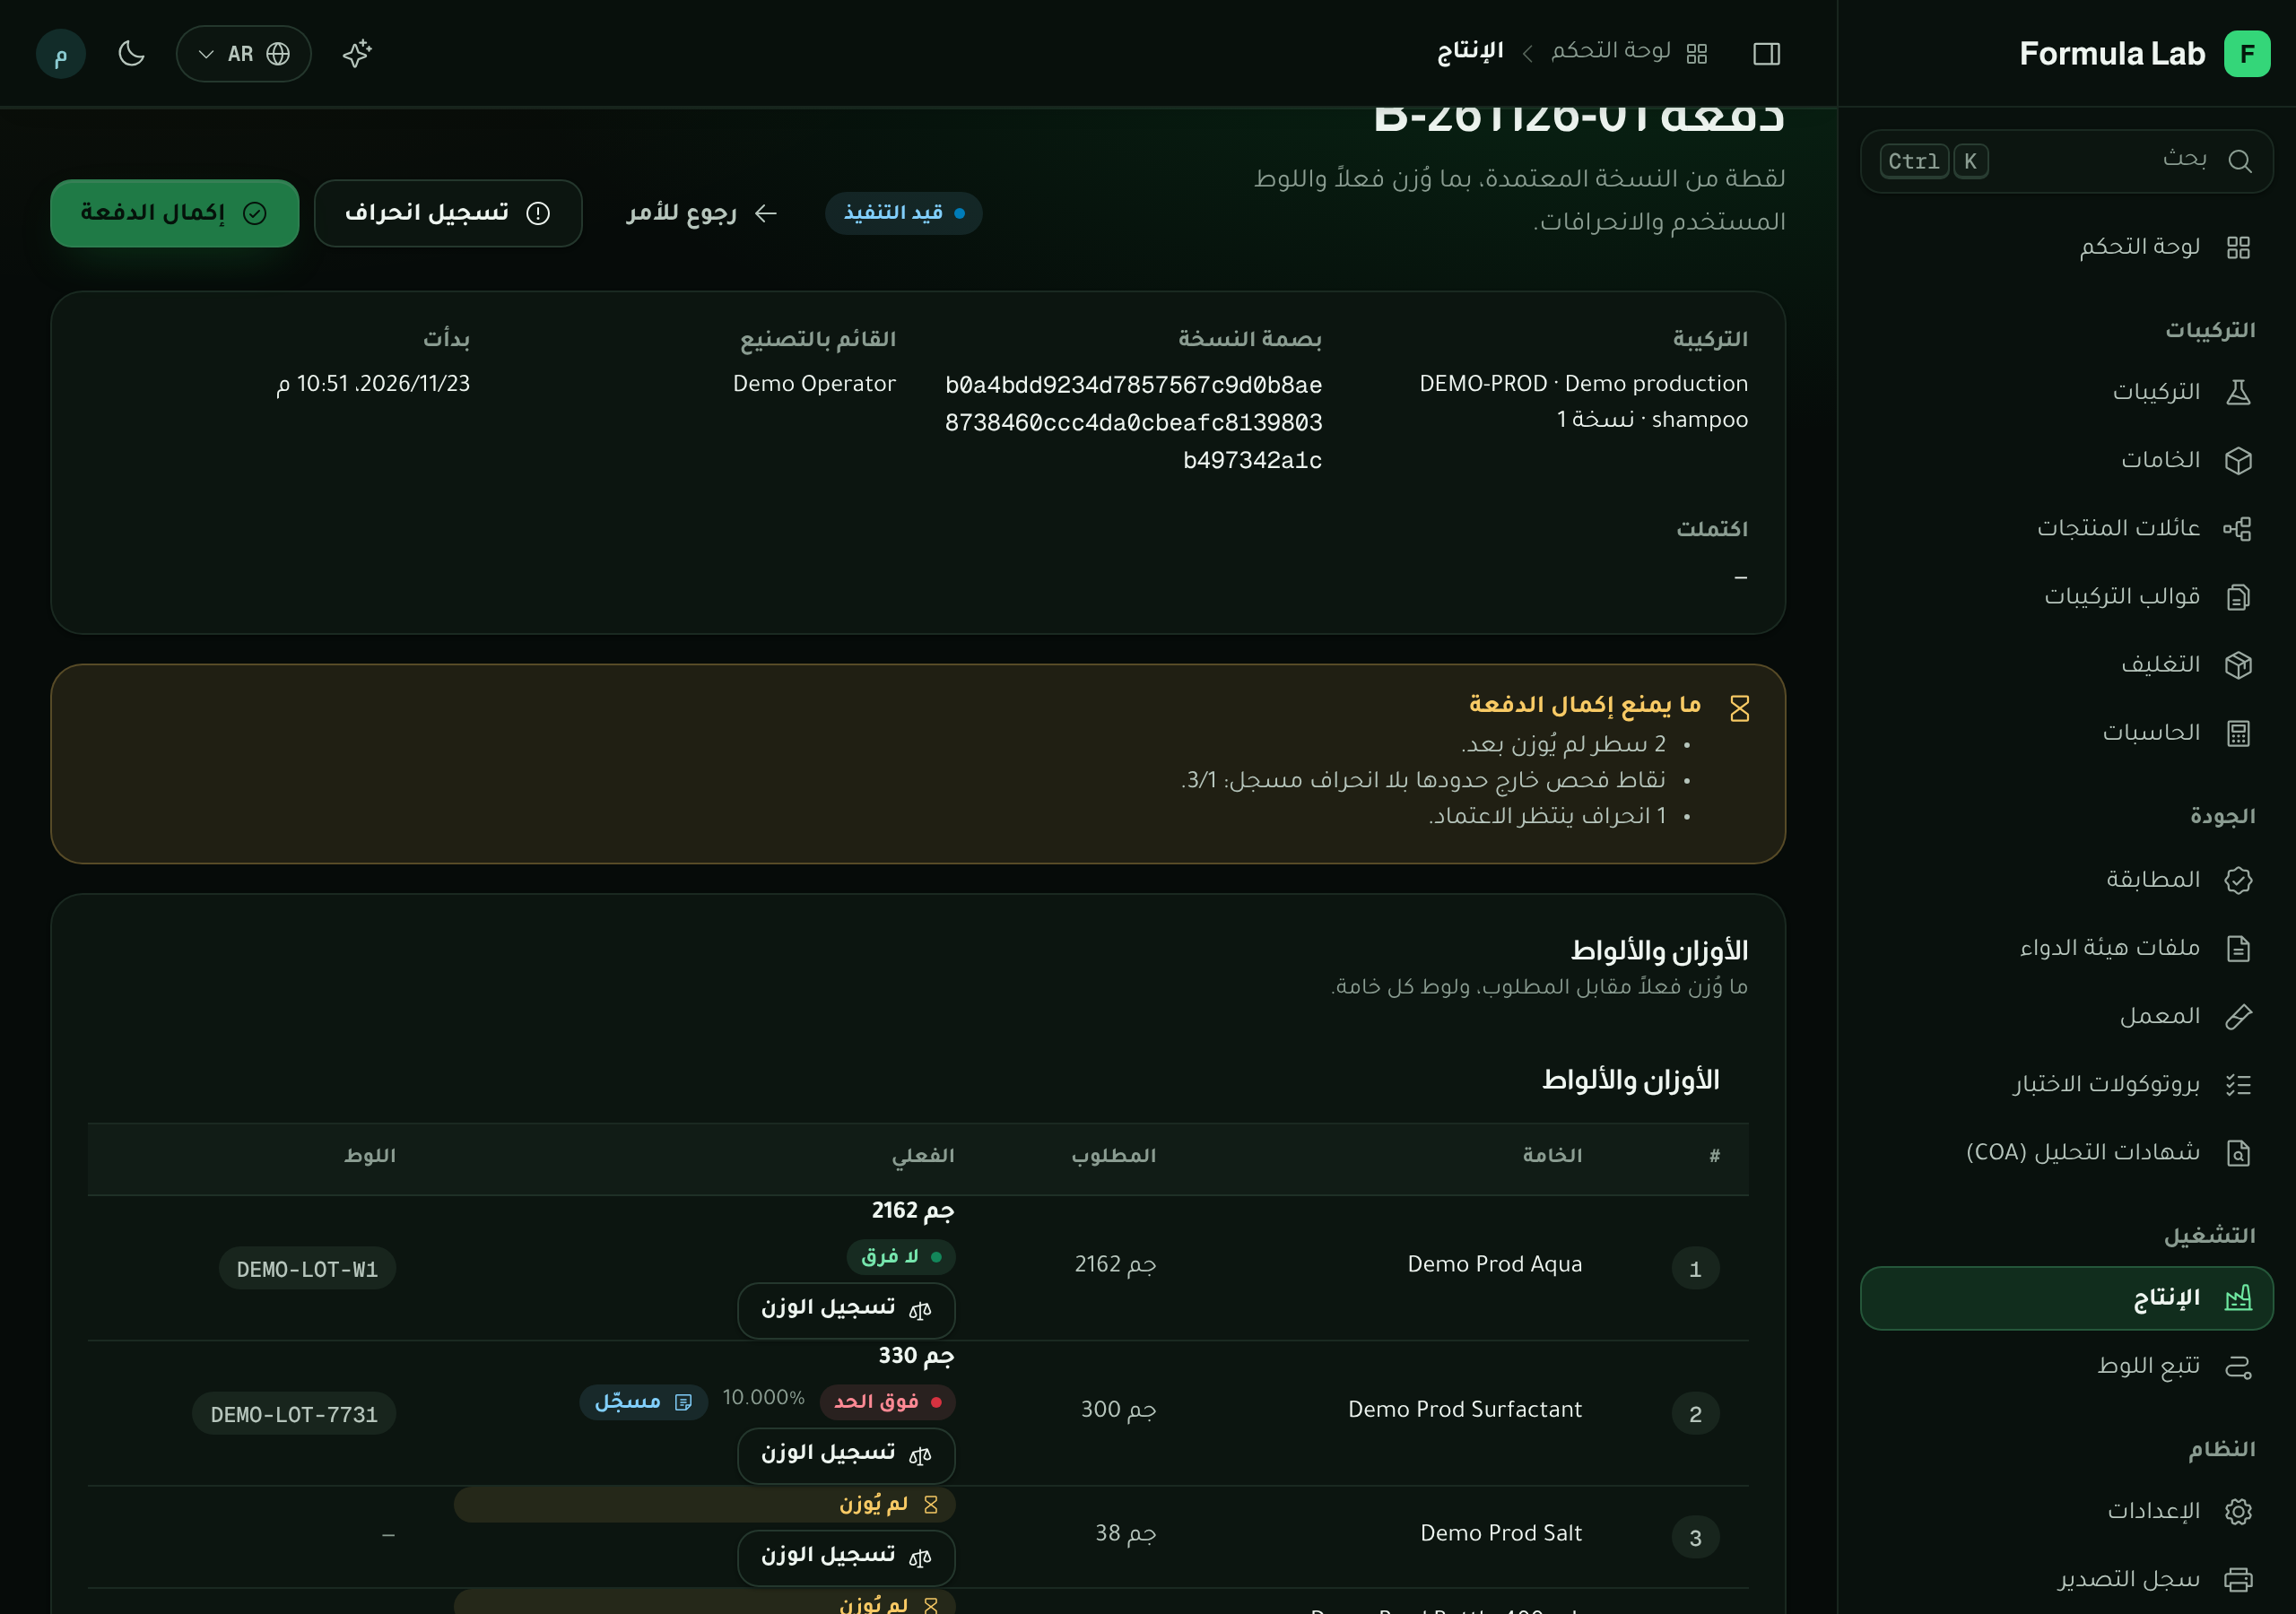 F Formula Lab
بحث
Ctrl K
لوحة التحكم
التركيبات
التركيبات
الخامات
عائلات المنتجات
قوالب التركيبات
التغليف
الحاسبات
الجودة
المطابقة
ملفات هيئة الدواء
المعمل
بروتوكولات الاختبار
شهادات التحليل (COA)
التشغيل
الإنتاج
تتبع اللوط
النظام
الإعدادات
سجل التصدير
لوحة التحكم
الإنتاج
AR
م
دفعة B-261126-01
لقطة من النسخة المعتمدة، بما وُزن فعلاً واللوط
المستخدم والانحرافات.
قيد التنفيذ
رجوع للأمر
تسجيل انحراف
إكمال الدفعة
التركيبة
DEMO-PROD · Demo production
shampoo · نسخة 1
بصمة النسخة
b0a4bdd9234d7857567c9d0b8ae
8738460ccc4da0cbeafc8139803
b497342a1c
القائم بالتصنيع
Demo Operator
بدأت
2026/11/23، 10:51 م
اكتملت
–
ما يمنع إكمال الدفعة
• 2 سطر لم يُوزن بعد.
• نقاط فحص خارج حدودها بلا انحراف مسجل: 3/1.
• 1 انحراف ينتظر الاعتماد.
الأوزان والألواط
ما وُزن فعلاً مقابل المطلوب، ولوط كل خامة.
الأوزان والألواط
# الخامة المطلوب الفعلي اللوط
1 Demo Prod Aqua
جم 2162
جم 2162
لا فرق
تسجيل الوزن
DEMO-LOT-W1
2 Demo Prod Surfactant
جم 300
جم 330
فوق الحد 10.000% مسجّل
تسجيل الوزن
DEMO-LOT-7731
3 Demo Prod Salt
جم 38
لم يُوزن
تسجيل الوزن
–
لم يُوزن